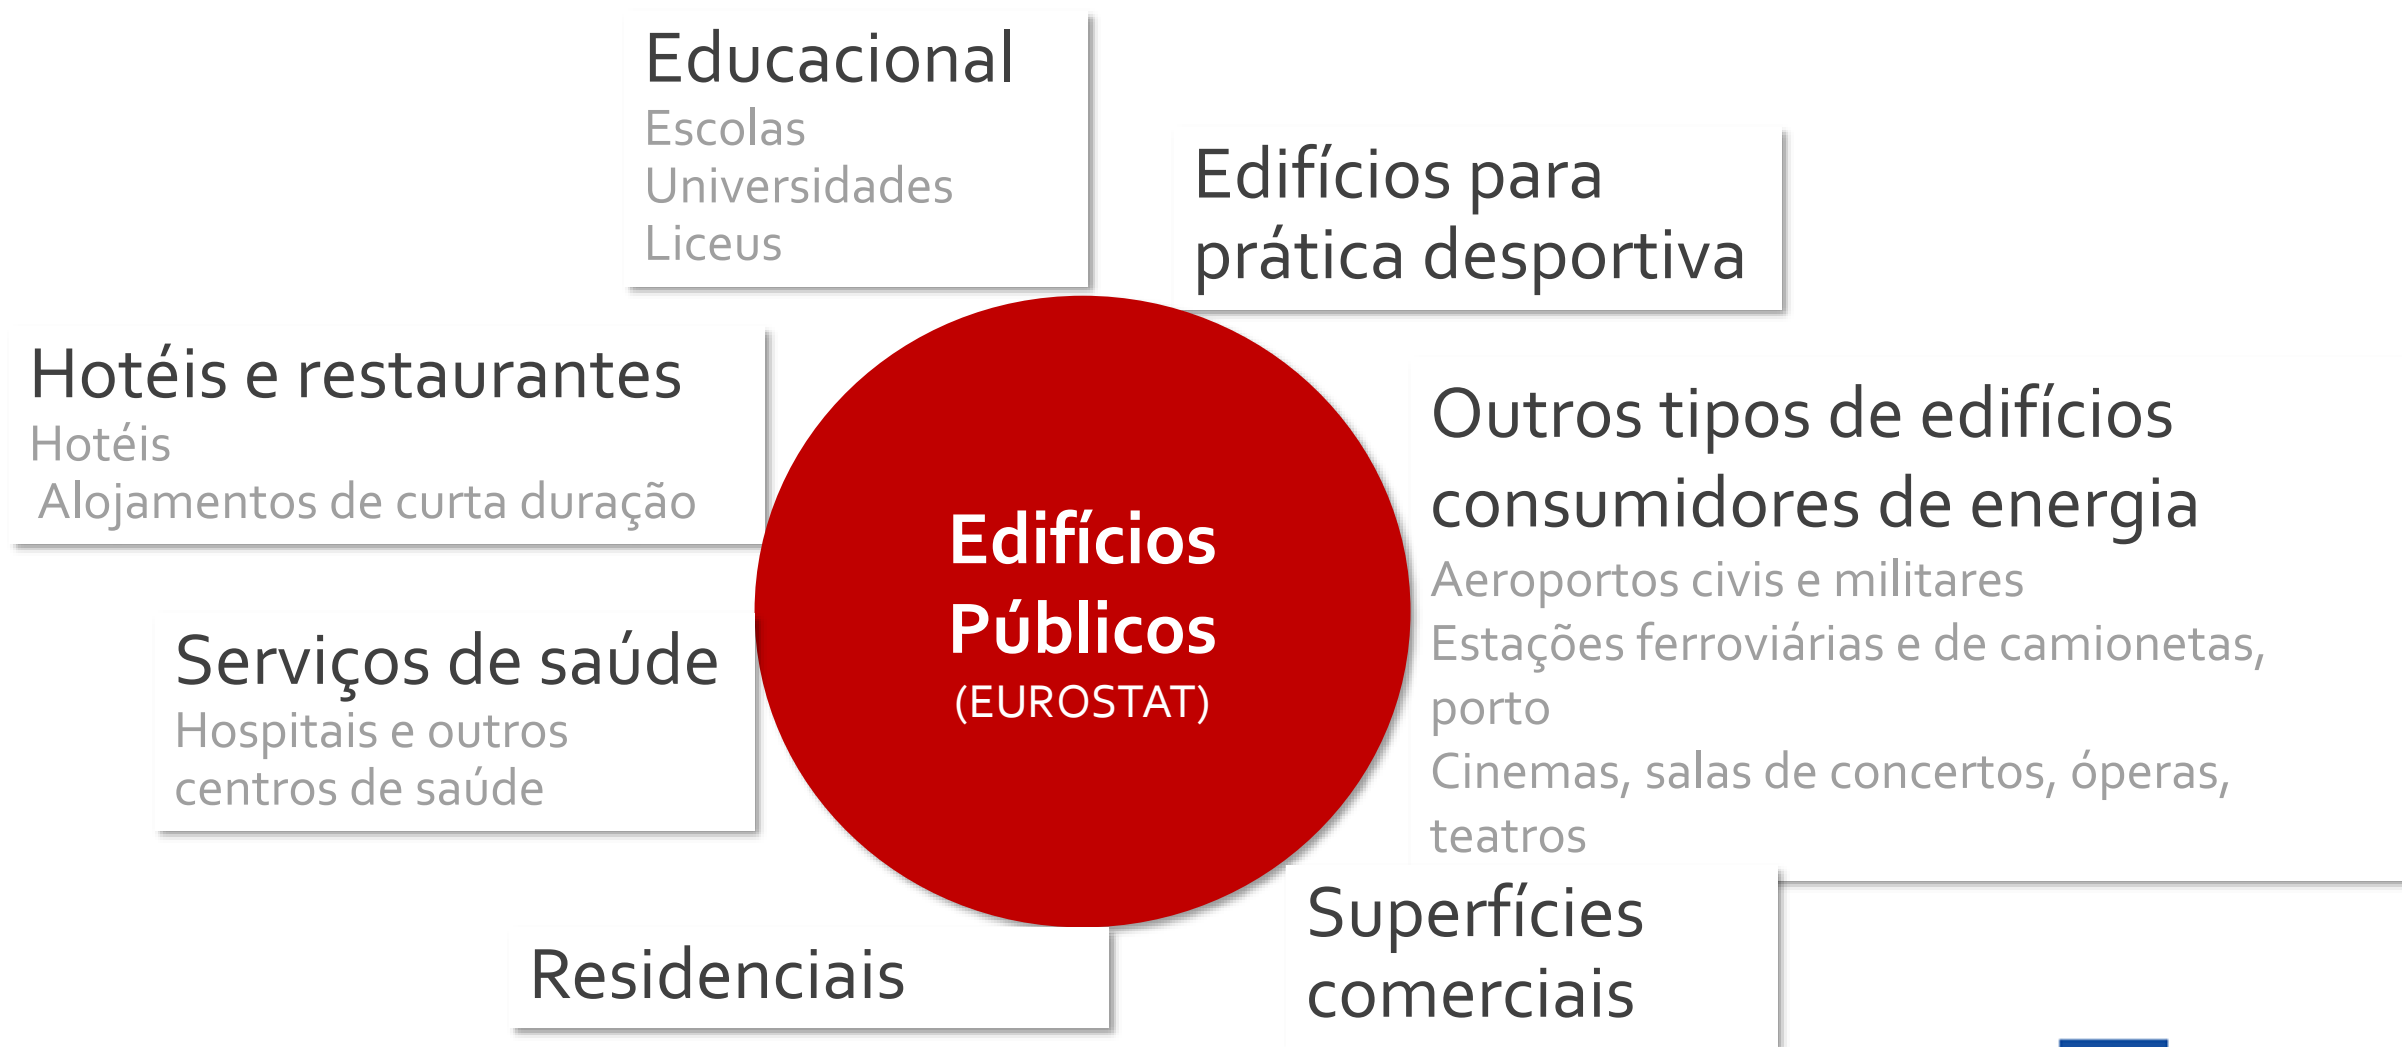 Educacional
Escolas
Universidades
Liceus
Edifícios para
prática desportiva
Hotéis e restaurantes
Hotéis
Alojamentos de curta duração
Outros tipos de edifícios
consumidores de energia
Aeroportos civis e militares
Estações ferroviárias e de camionetas,
porto
Cinemas, salas de concertos, óperas,
teatros
Edifícios
Públicos
(EUROSTAT)
Serviços de saúde
Hospitais e outros
centros de saúde
Superfícies
comerciais
Residenciais